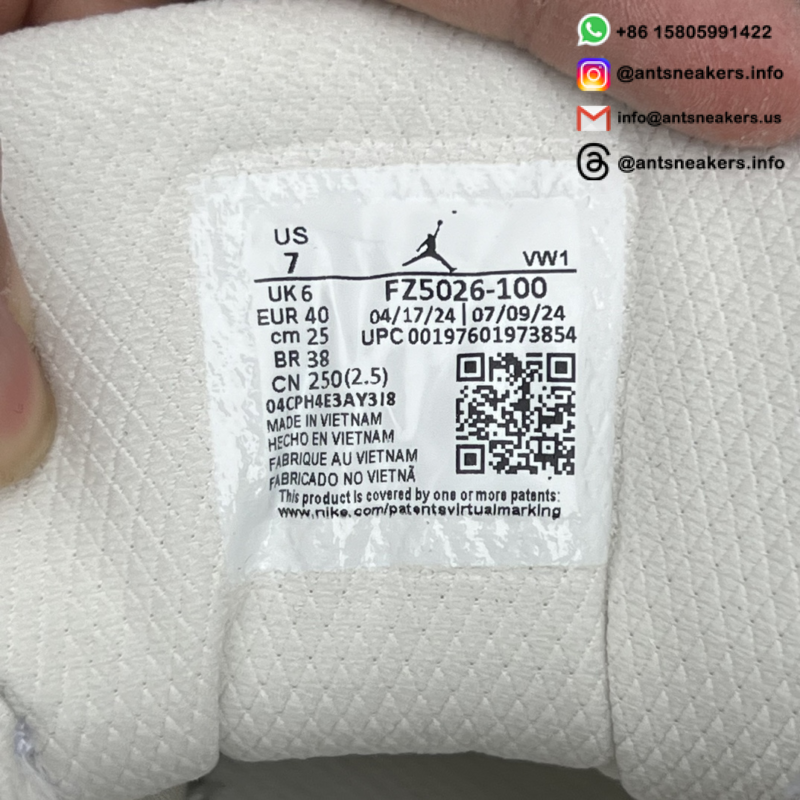 +86 15805991422
@antsneakers.info
info@antsneakers.us
@antsneakers.info
US
7
VW1
UK 6
FZ5026-100
EUR 40
04/17/24 | 07/09/24
cm 25
UPC 00197601973854
BR 38
CN 250(2.5)
04CPH4E3AY3I8
MADE IN VIETNAM
HECHO EN VIETNAM
FABRIQUE AU VIETNAM
FABRICADO NO VIETNÃ
This product is covered by one or more patents:
www.nike.com/patentsvirtualmarking